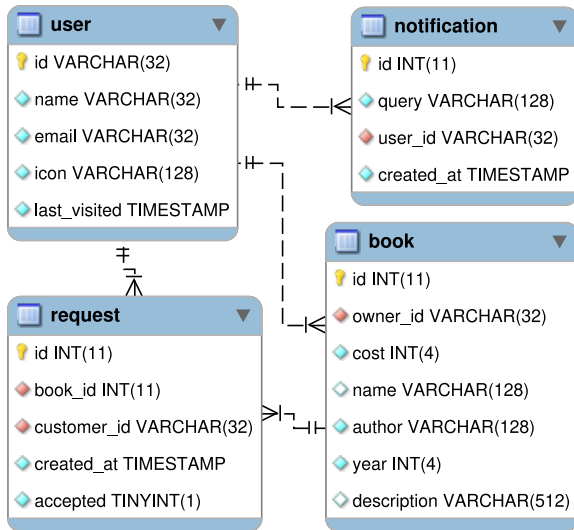 user
id VARCHAR(32)
name VARCHAR(32)
email VARCHAR(32)
icon VARCHAR(128)
last_visited TIMESTAMP
notification
id INT(11)
query VARCHAR(128)
user_id VARCHAR(32)
created_at TIMESTAMP
request
id INT(11)
book_id INT(11)
customer_id VARCHAR(32)
created_at TIMESTAMP
accepted TINYINT(1)
book
id INT(11)
owner_id VARCHAR(32)
cost INT(4)
name VARCHAR(128)
author VARCHAR(128)
year INT(4)
description VARCHAR(512)